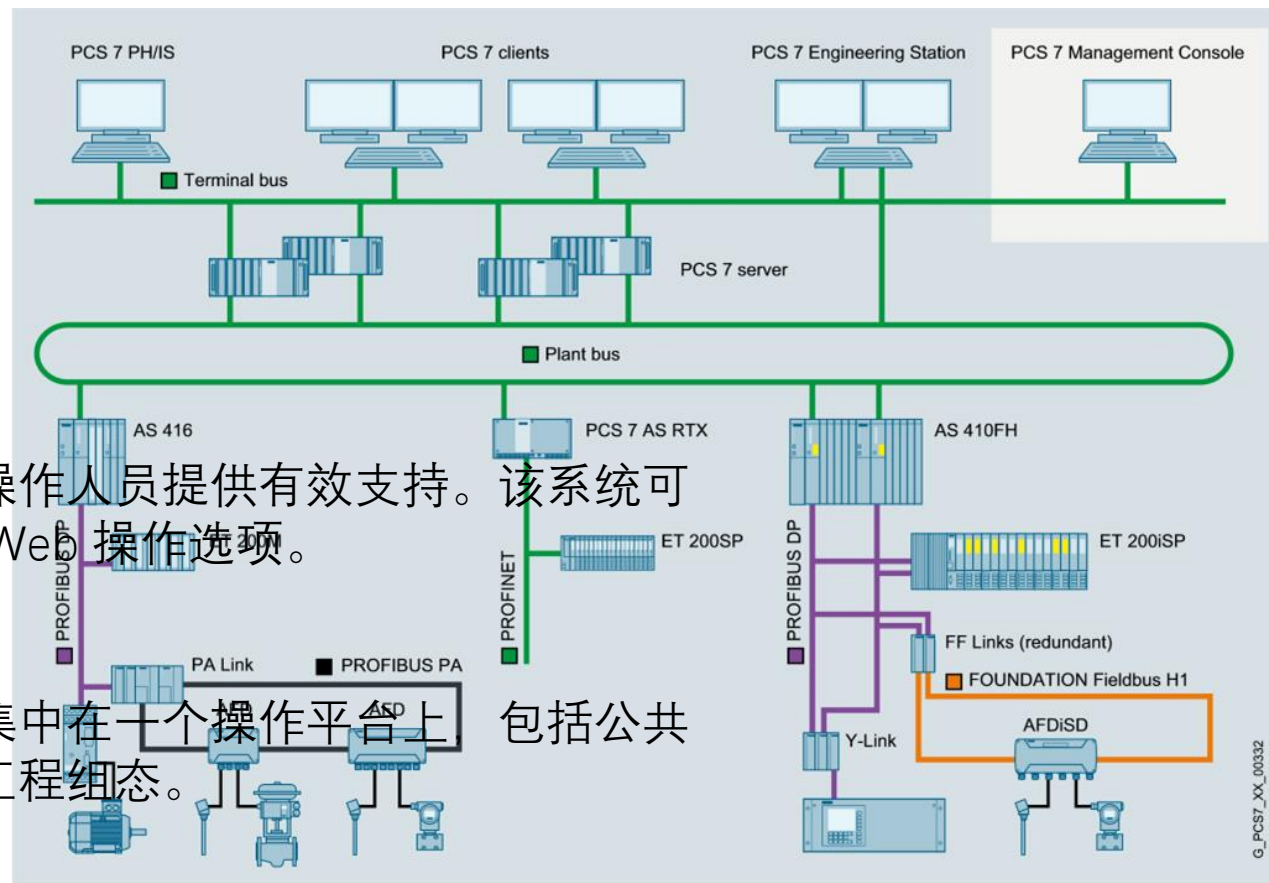 PCS 7 PH/IS
PCS 7 clients
PCS 7 Engineering Station
PCS 7 Management Console
Terminal bus
PCS 7 server
Plant bus
AS 416
PCS 7 AS RTX
AS 410FH
操作人员提供有效支持。该系统可
Web 操作选项。
ET 200M
ET 200SP
ET 200iSP
PROFIBUS DP
PROFINET
PROFIBUS DP
PA Link
PROFIBUS PA
FF Links (redundant)
FOUNDATION Fieldbus H1
集中在一个操作平台上，包括公共
工程组态。
AFD
AFD
Y-Link
AFDiSD
G_PCS7_XX_00332